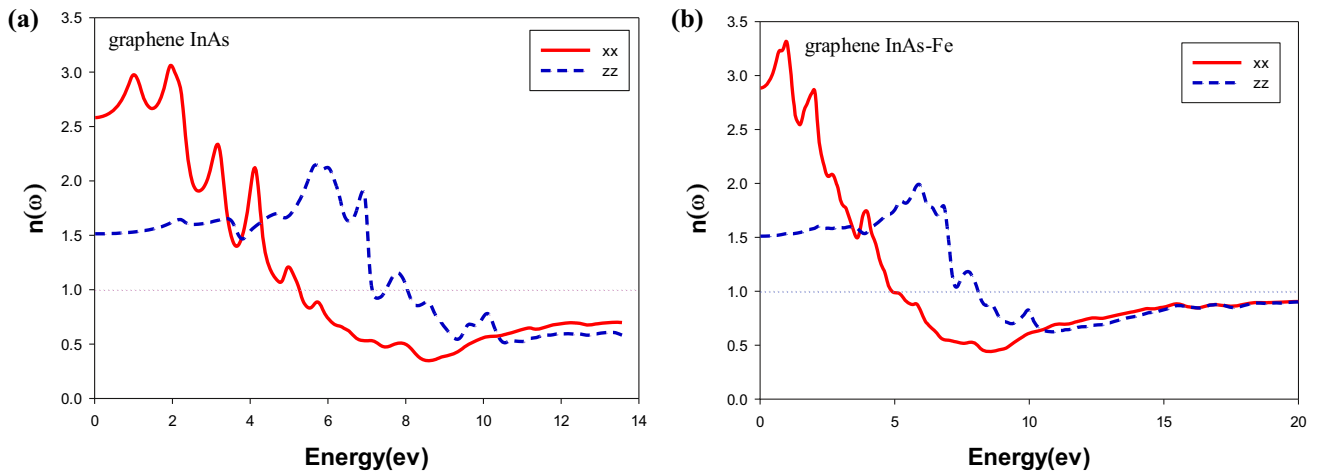 (a)
graphene InAs
xx
zz
3.5
3.0
2.5
2.0
1.5
1.0
0.5
0.0
n(ω)
0 2 4 6 8 10 12 14
Energy(ev)
(b)
graphene InAs-Fe
xx
zz
3.5
3.0
2.5
2.0
1.5
1.0
0.5
0.0
n(ω)
0 5 10 15 20
Energy(ev)